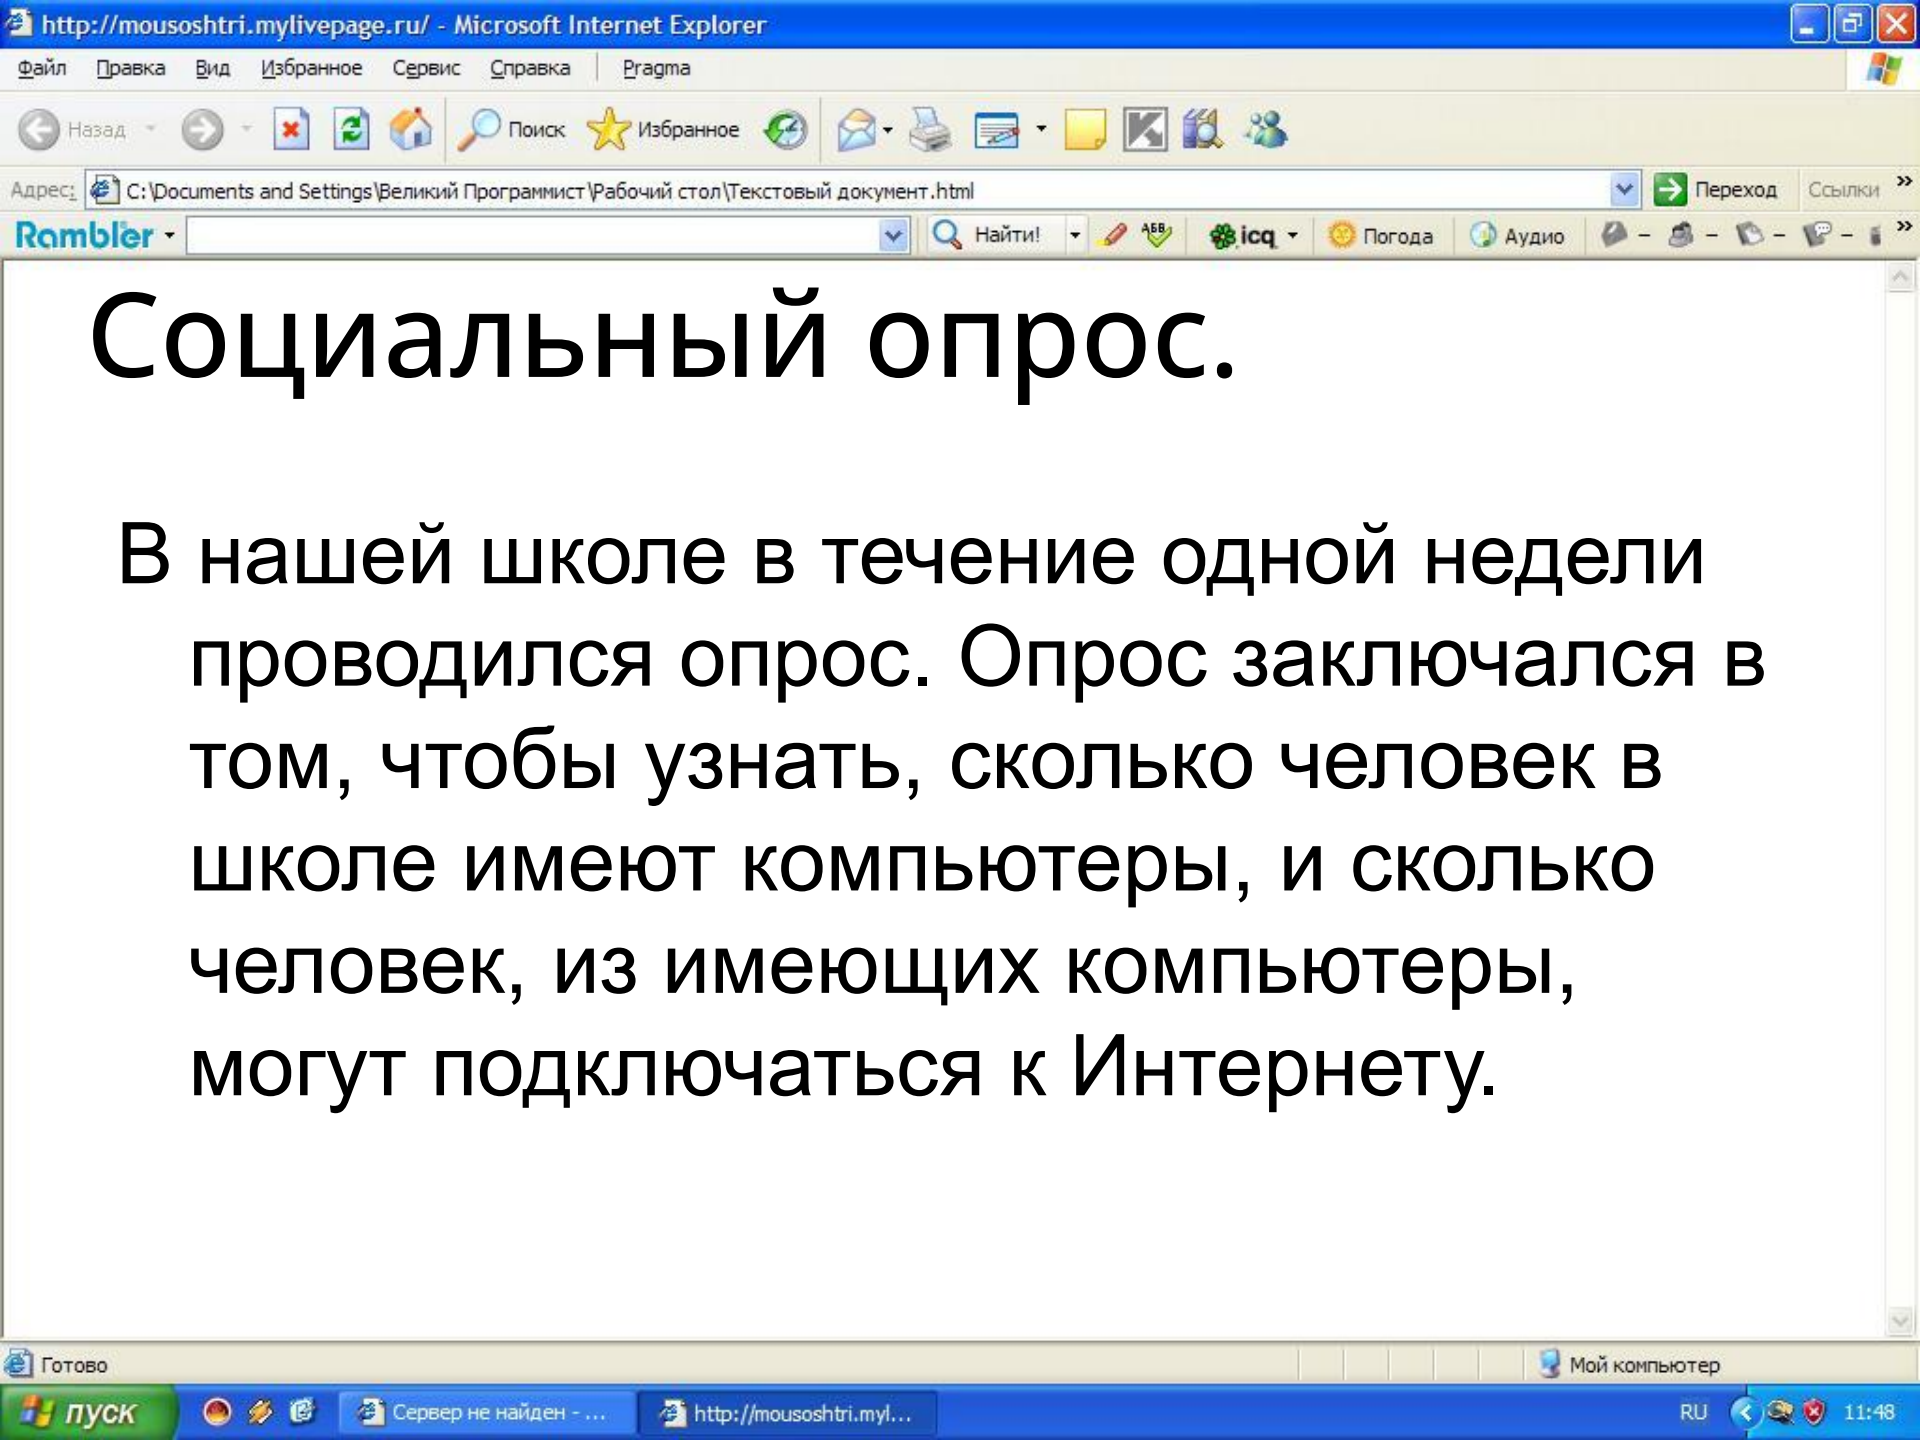 http://mousoshtri.mylivepage.ru/ - Microsoft Internet Explorer
Файл Правка Вид Избранное Сервис Справка Pragma
Назад Поиск Избранное
Адрес: C:\Documents and Settings\Великий Программист\Рабочий стол\Текстовый документ.html Переход Ссылки »
Rambler Найти! АБВ icq Погода Аудио »
Социальный опрос.
В нашей школе в течение одной недели
проводился опрос. Опрос заключался в
том, чтобы узнать, сколько человек в
школе имеют компьютеры, и сколько
человек, из имеющих компьютеры,
могут подключаться к Интернету.
Готово Мой компьютер
пуск Сервер не найден - ... http://mousoshtri.myl... RU 11:48